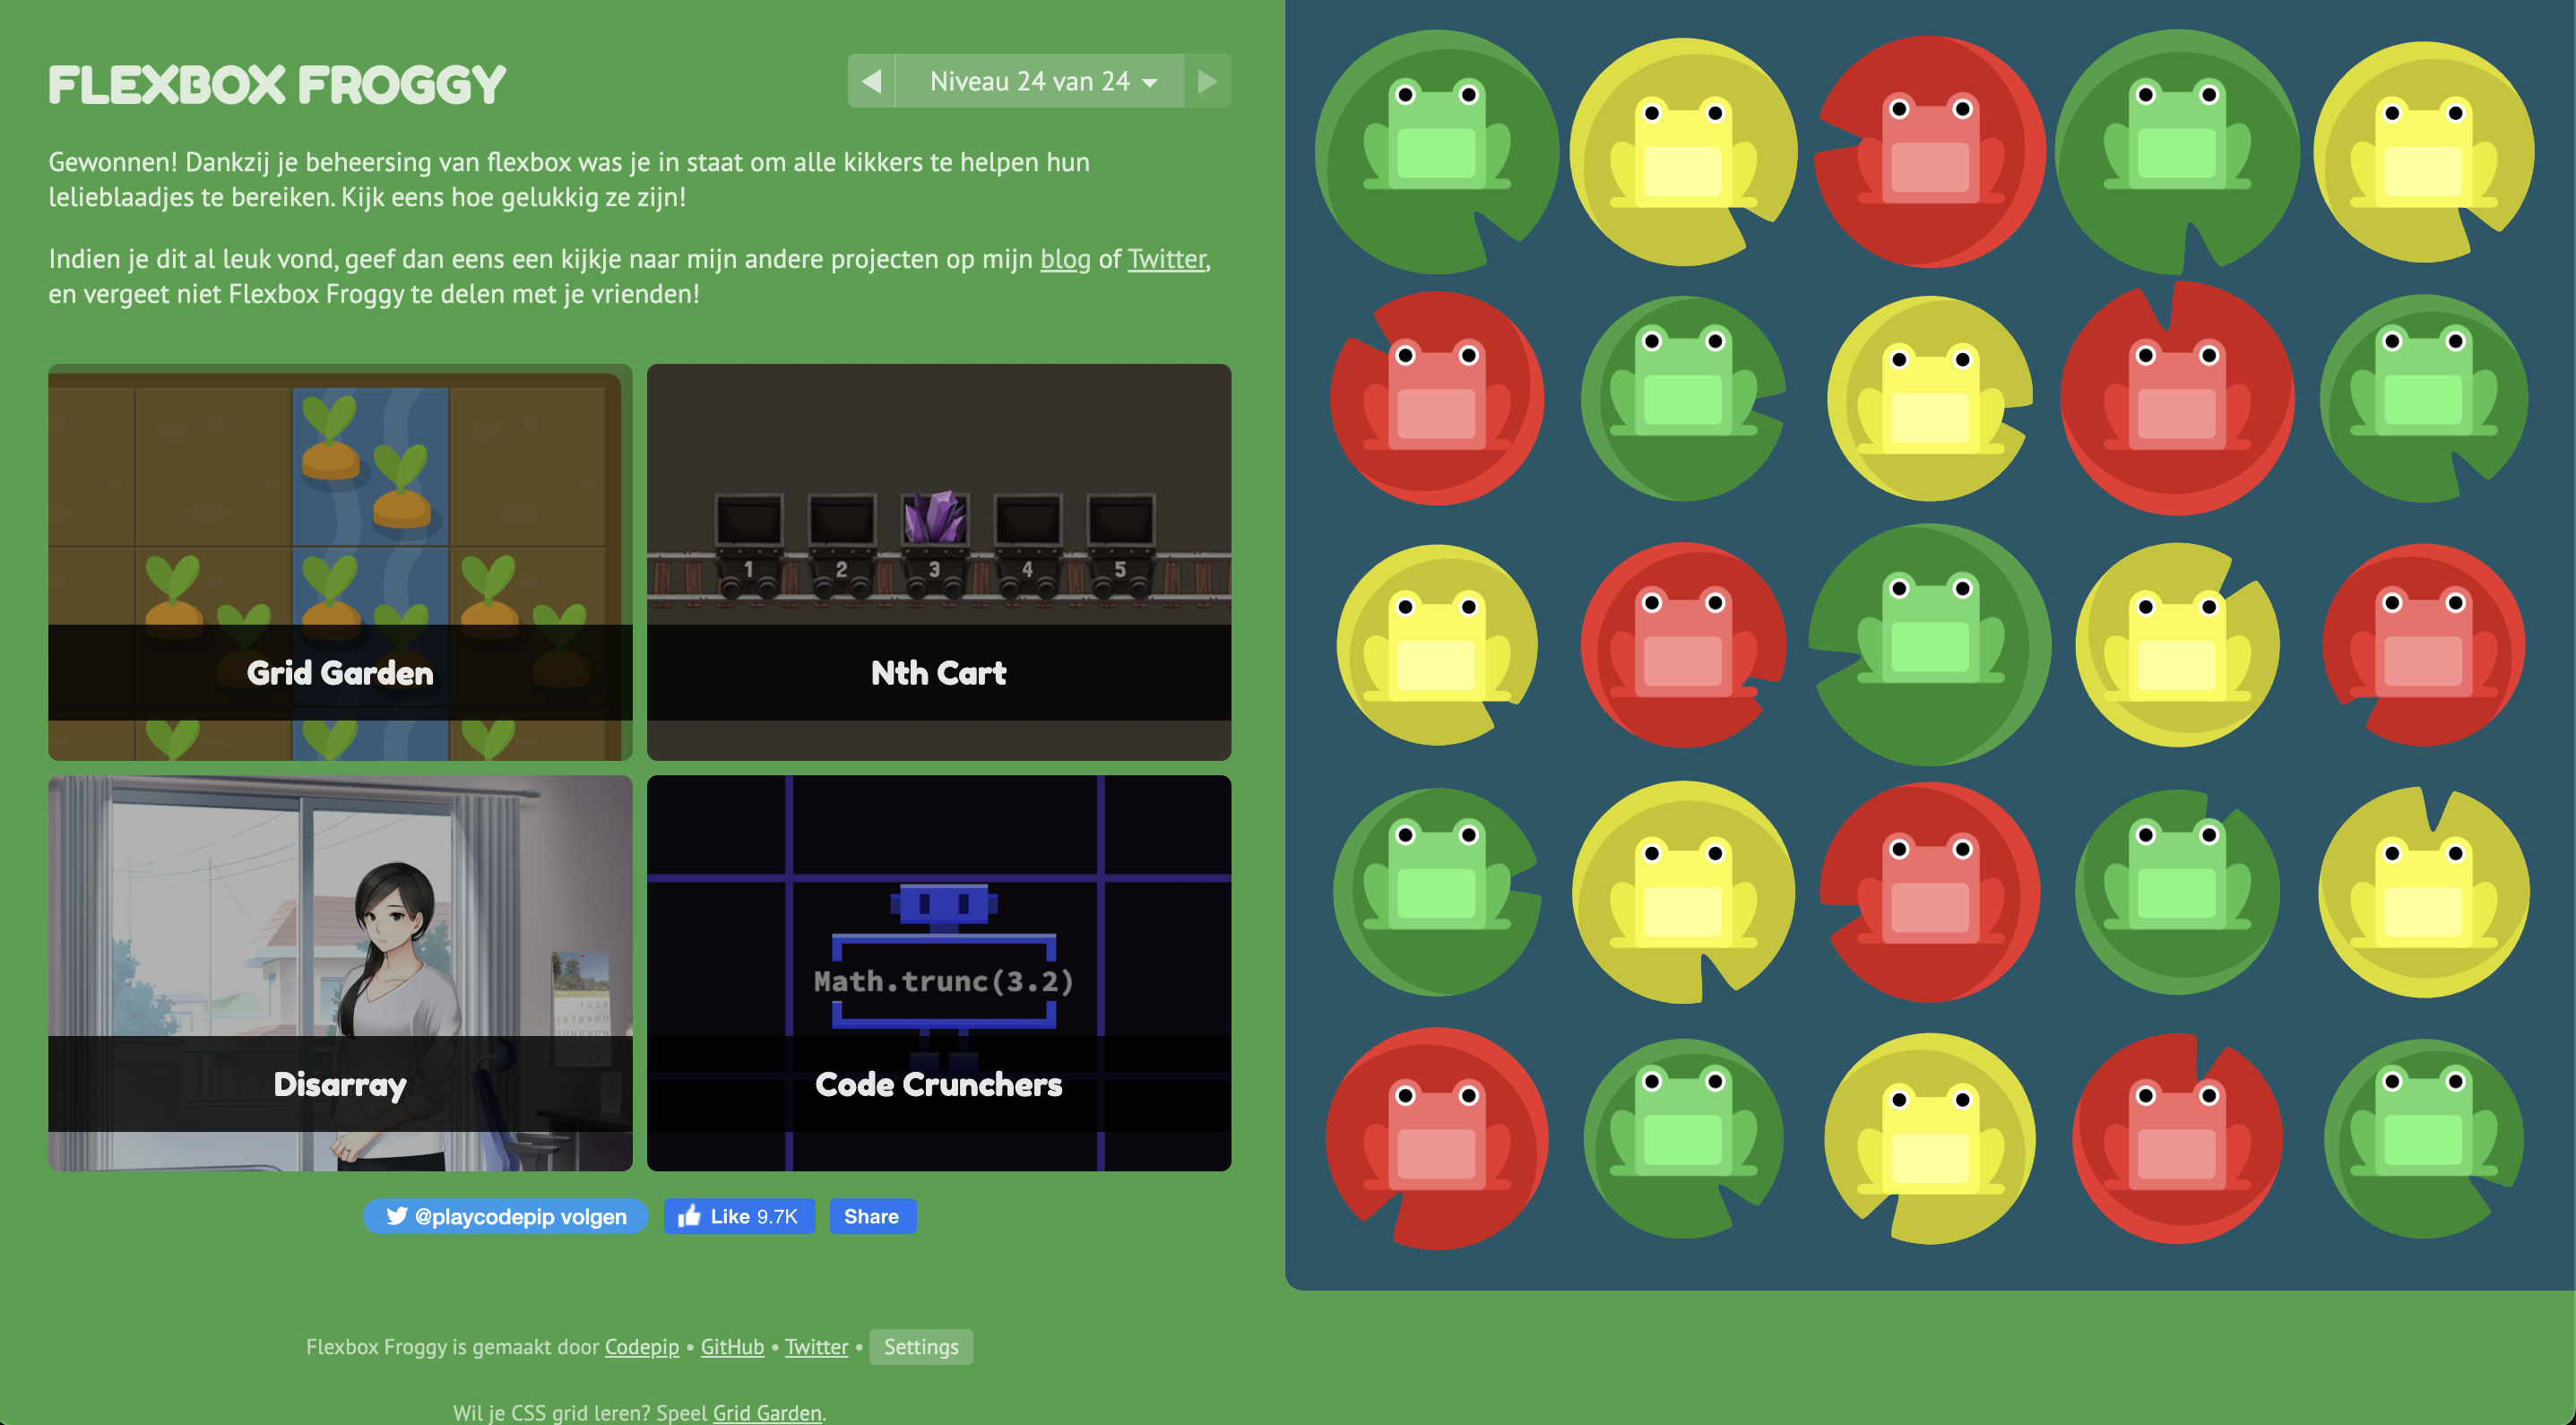 FLEXBOX FROGGY
Niveau 24 van 24
Gewonnen! Dankzij je beheersing van flexbox was je in staat om alle kikkers te helpen hun
lelieblaadjes te bereiken. Kijk eens hoe gelukkig ze zijn!
Indien je dit al leuk vond, geef dan eens een kijkje naar mijn andere projecten op mijn blog of Twitter,
en vergeet niet Flexbox Froggy te delen met je vrienden!
1 2 3 4 5
Grid Garden
Nth Cart
Math.trunc(3.2)
Disarray
Code Crunchers
@playcodepip volgen
Like 9.7K
Share
Flexbox Froggy is gemaakt door Codepip • GitHub • Twitter • Settings
Wil je CSS grid leren? Speel Grid Garden.